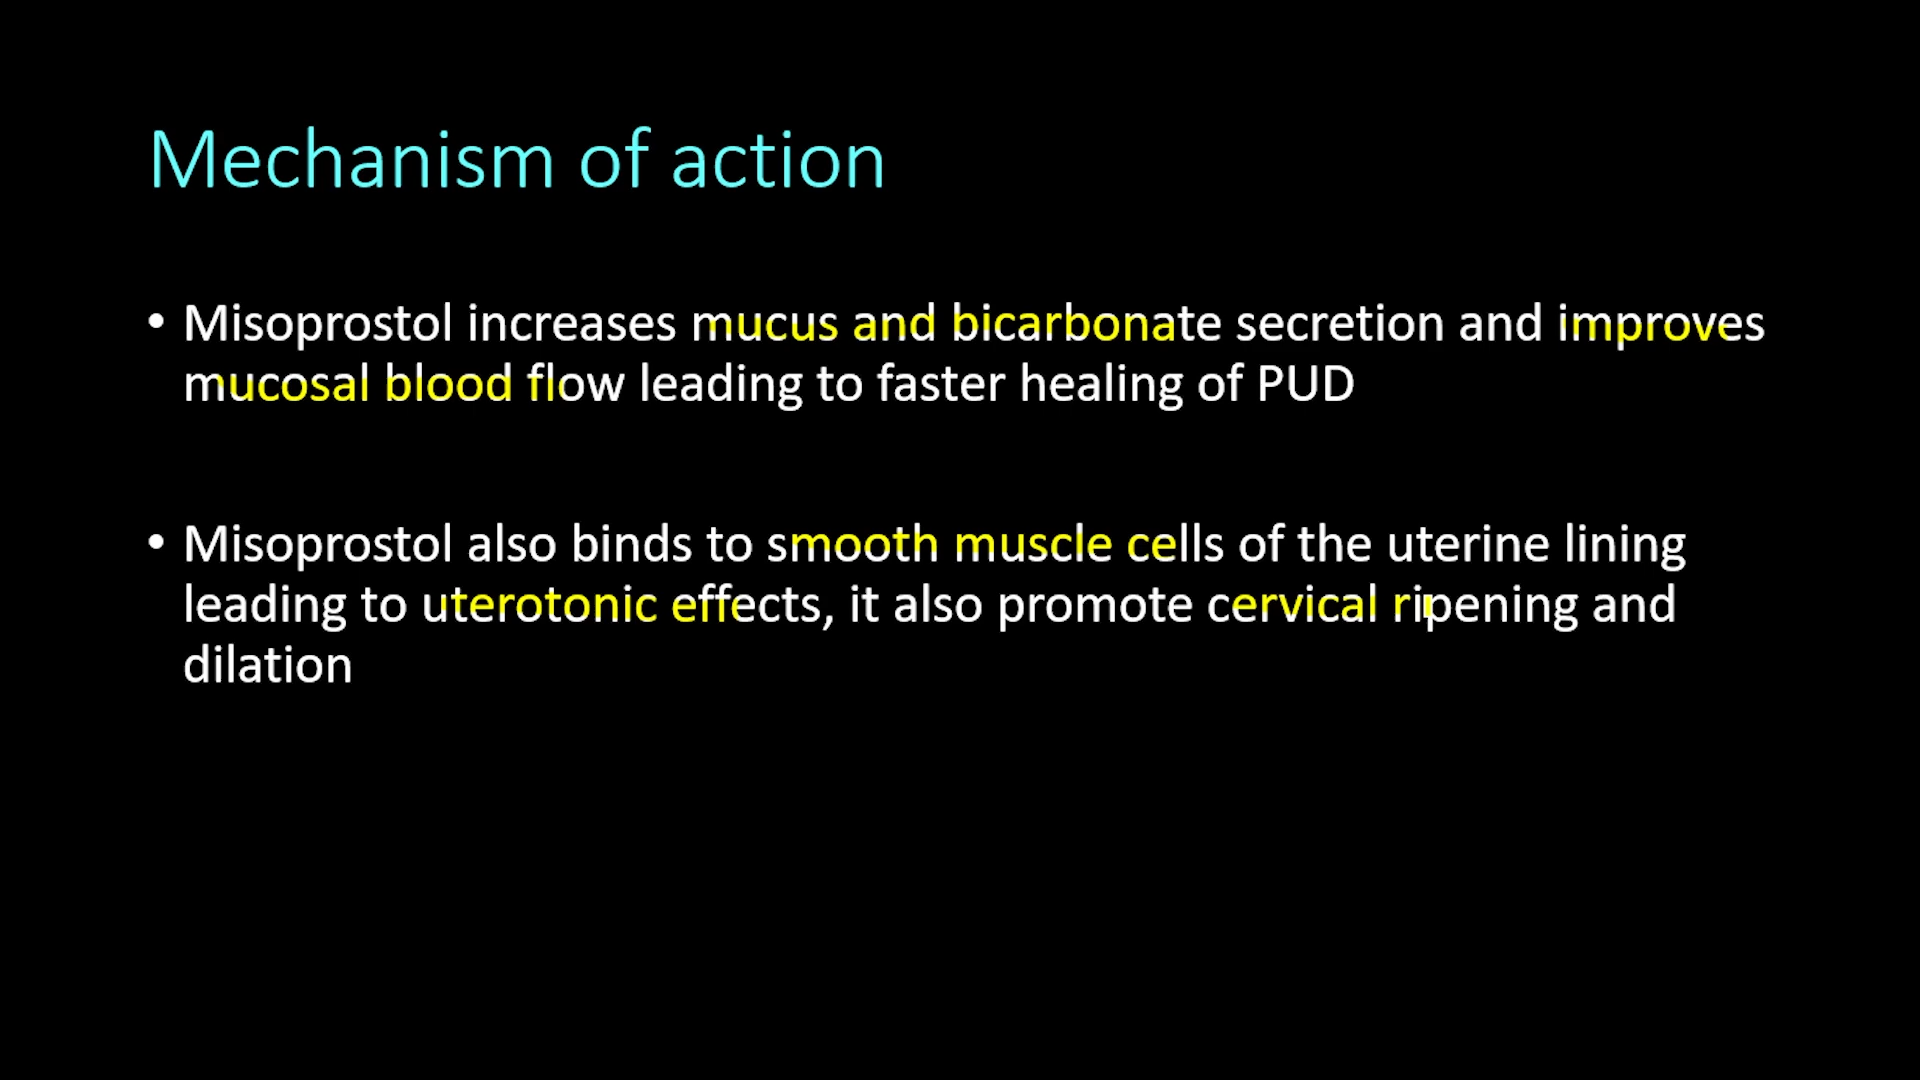 Mechanism of action
• Misoprostol increases mucus and bicarbonate secretion and improves
mucosal blood flow leading to faster healing of PUD
• Misoprostol also binds to smooth muscle cells of the uterine lining
leading to uterotonic effects, it also promote cervical ripening and
dilation